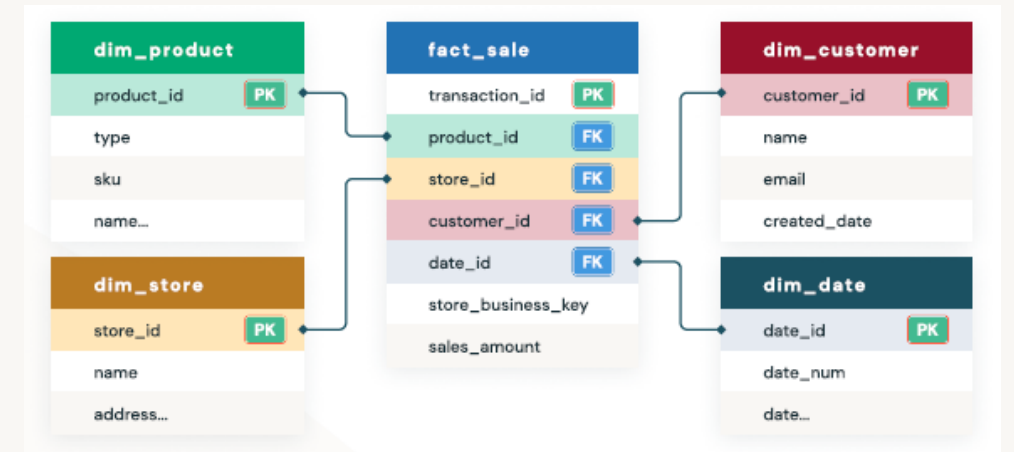 dim_product
product_id PK
type
sku
name...
fact_sale
transaction_id PK
product_id FK
store_id FK
customer_id FK
date_id FK
store_business_key
sales_amount
dim_customer
customer_id PK
name
email
created_date
dim_store
store_id PK
name
address...
dim_date
date_id PK
date_num
date...